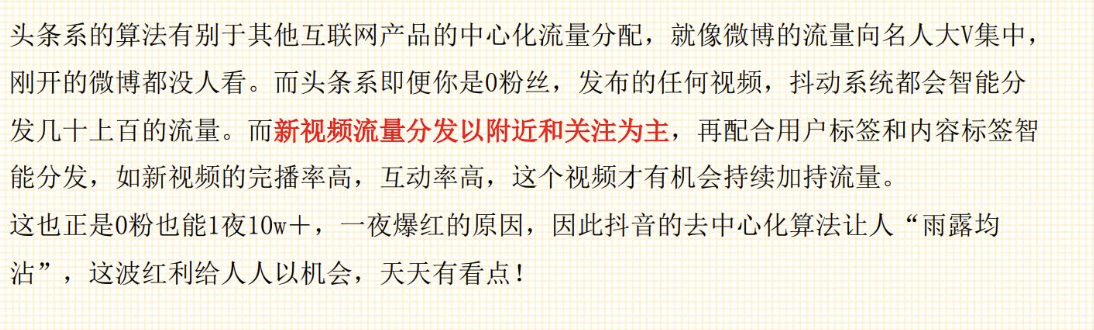 头条系的算法有别于其他互联网产品的中心化流量分配，就像微博的流量向名人大V集中，
刚开的微博都没人看。而头条系即便你是0粉丝，发布的任何视频，抖动系统都会智能分
发几十上百的流量。而新视频流量分发以附近和关注为主，再配合用户标签和内容标签智
能分发，如新视频的完播率高，互动率高，这个视频才有机会持续加持流量。
这也正是0粉也能1夜10w＋，一夜爆红的原因，因此抖音的去中心化算法让人“雨露均
沾”，这波红利给人人以机会，天天有看点！